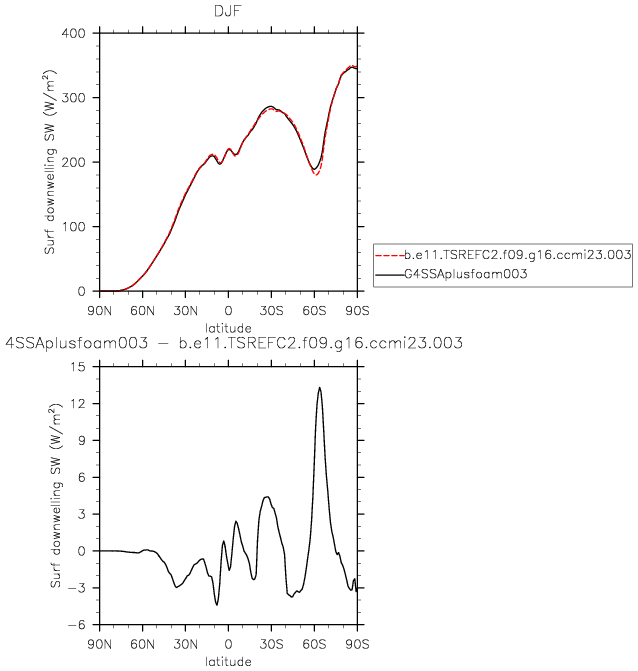 DJF
Surf downwelling SW (W/m²)
400
300
200
100
0
90N 60N 30N 0 30S 60S 90S
latitude
b.e11.TSREFC2.f09.g16.ccmi23.003
G4SSAplusfoam003
4SSAplusfoam003 — b.e11.TSREFC2.f09.g16.ccmi23.003
Surf downwelling SW (W/m²)
15
12
9
6
3
0
−3
−6
90N 60N 30N 0 30S 60S 90S
latitude